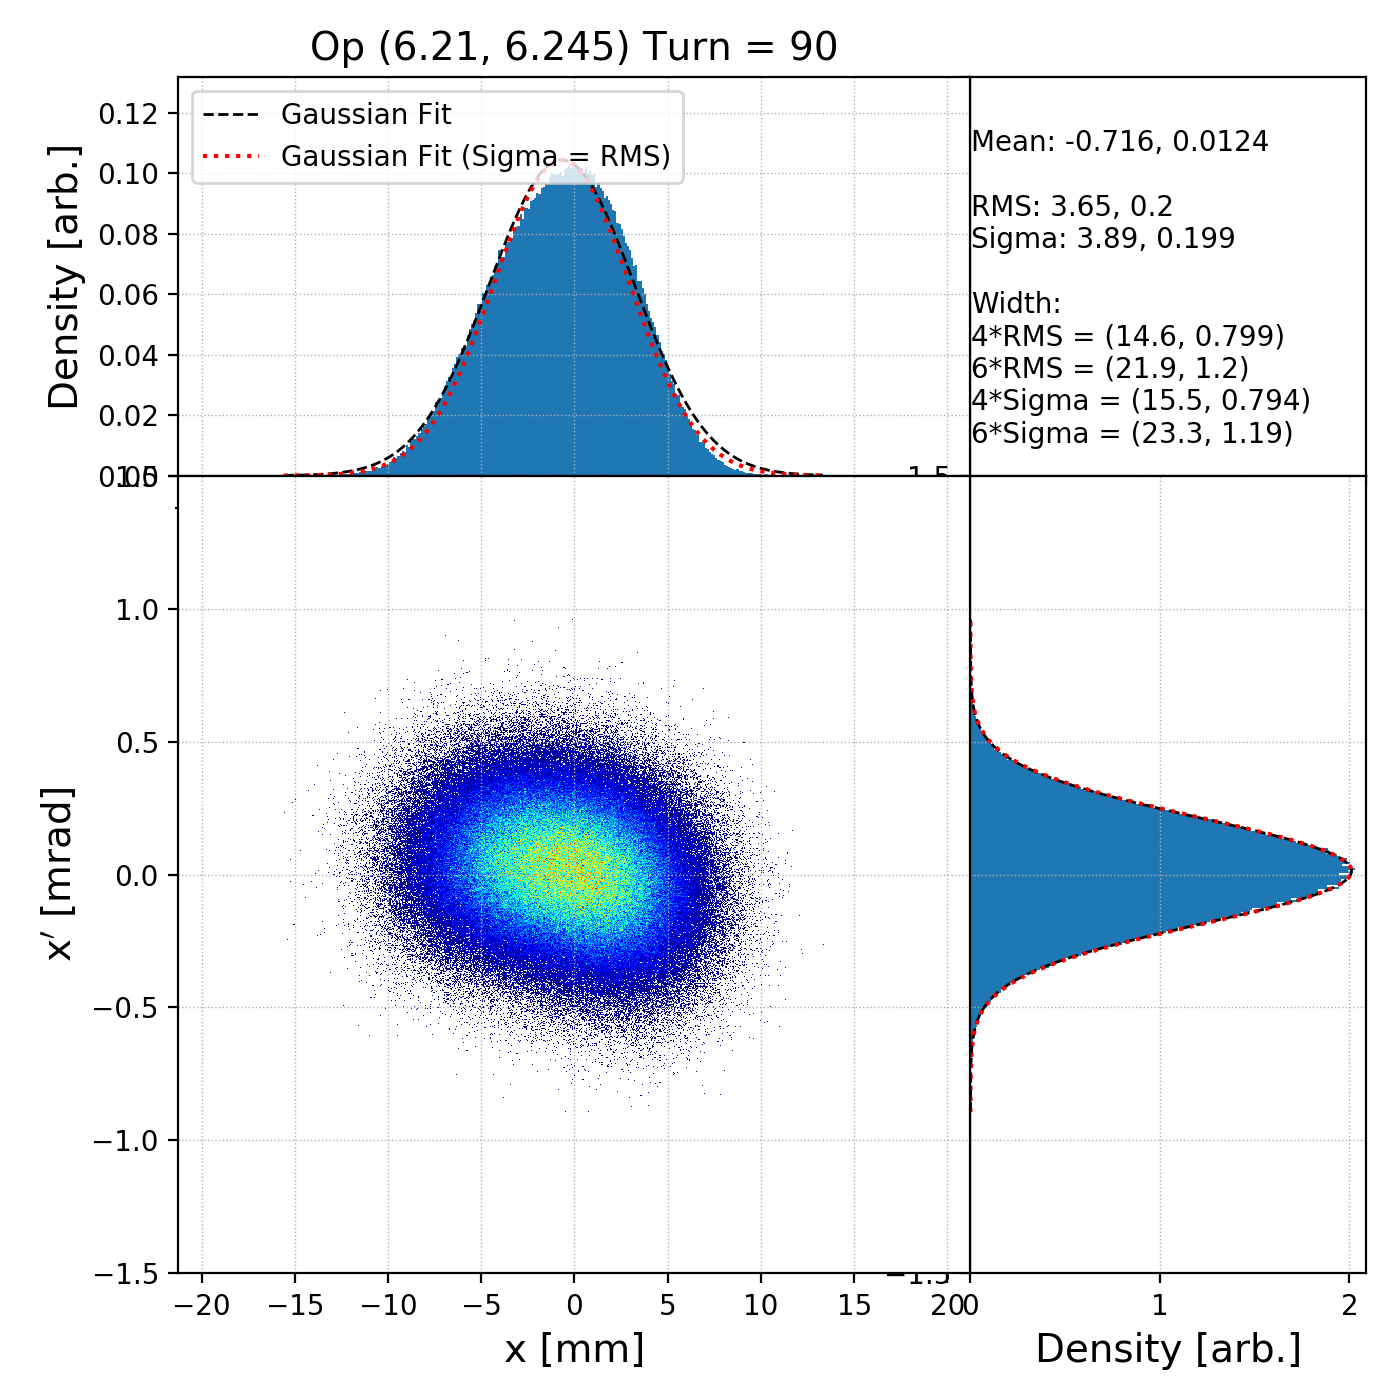 Op (6.21, 6.245) Turn = 90
Gaussian Fit
Gaussian Fit (Sigma = RMS)
Density [arb.]
0.12
0.10
0.08
0.06
0.04
0.02
Mean: -0.716, 0.0124
RMS: 3.65, 0.2
Sigma: 3.89, 0.199
Width:
4*RMS = (14.6, 0.799)
6*RMS = (21.9, 1.2)
4*Sigma = (15.5, 0.794)
6*Sigma = (23.3, 1.19)
x′ [mrad]
1.0
0.5
0.0
−0.5
−1.0
−1.5
−20 −15 −10 −5 0 5 10 15 20
x [mm]
0 1 2
Density [arb.]